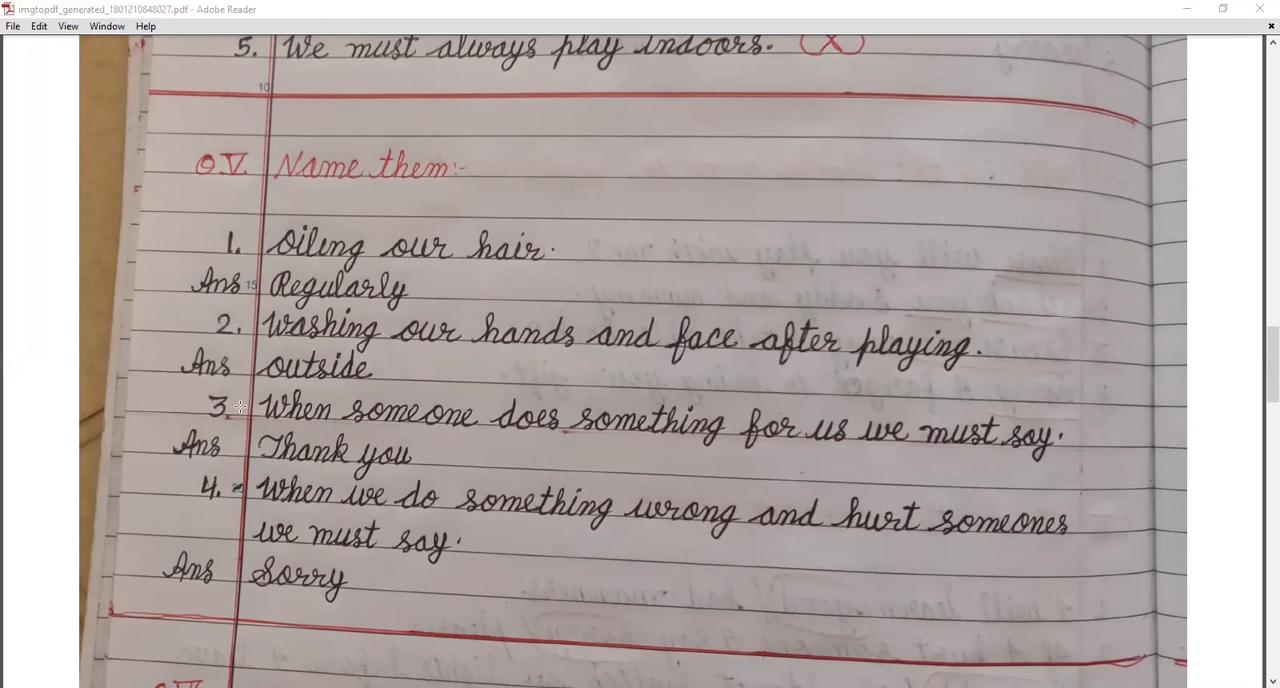 imgtopdf_generated_1801210848027.pdf - Adobe Reader
File Edit View Window Help
5. We must always play indoors. (X)
10
Q V. Name them:-
1. Oiling our hair.
Ans 15 Regularly
2. Washing our hands and face after playing.
Ans outside
3. When someone does something for us we must say.
Ans Thank you
4. When we do something wrong and hurt someones
we must say.
Ans Sorry